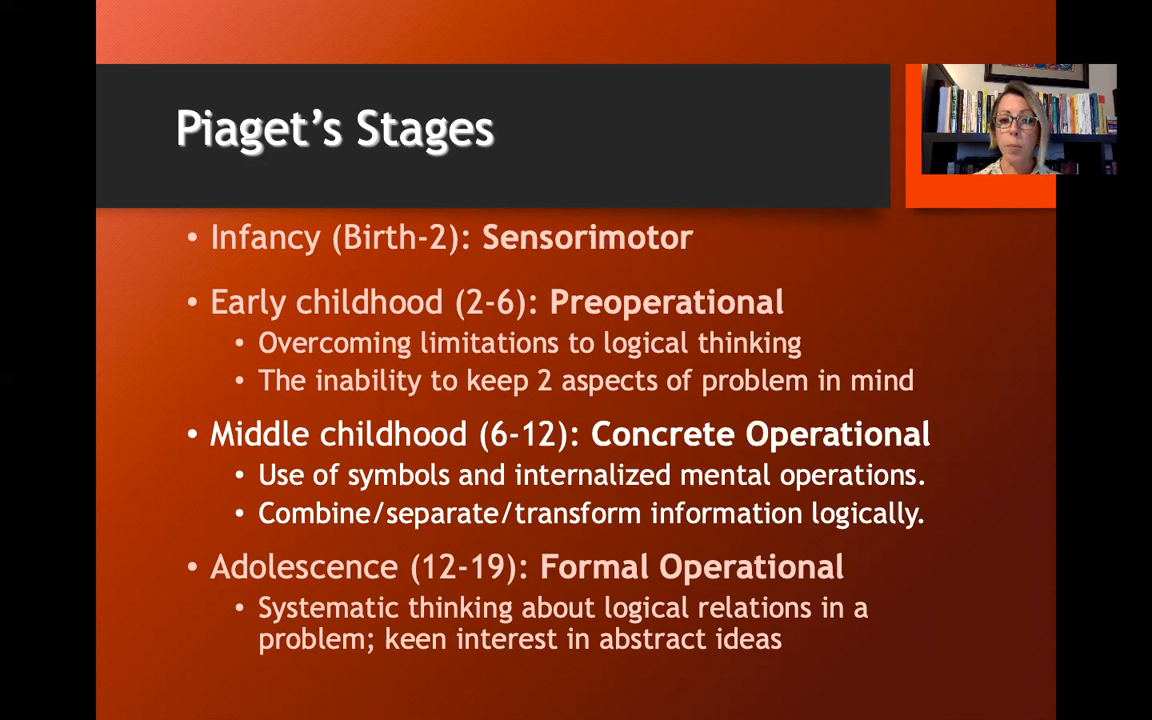 Piaget’s Stages
• Infancy (Birth-2): Sensorimotor
• Early childhood (2-6): Preoperational
• Overcoming limitations to logical thinking
• The inability to keep 2 aspects of problem in mind
• Middle childhood (6-12): Concrete Operational
• Use of symbols and internalized mental operations.
• Combine/separate/transform information logically.
• Adolescence (12-19): Formal Operational
• Systematic thinking about logical relations in a
problem; keen interest in abstract ideas